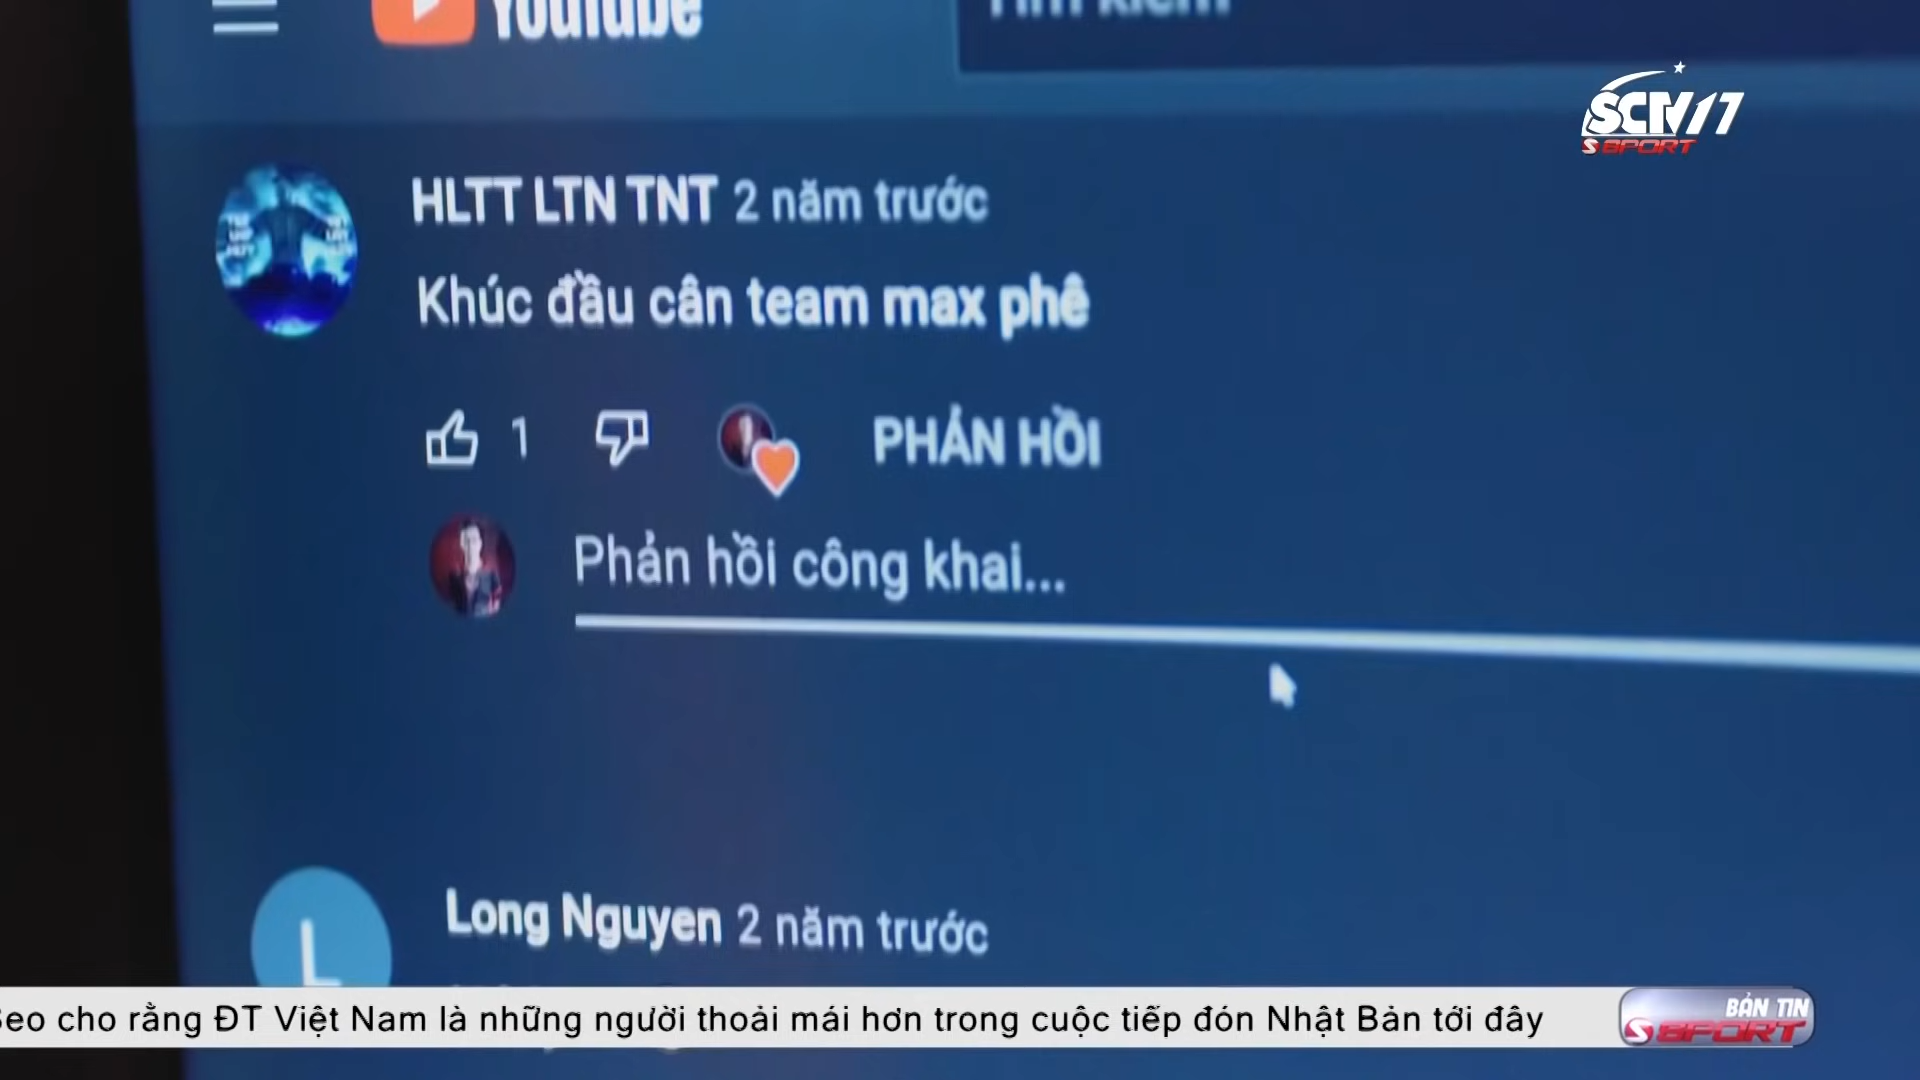 YouTube
Tìm kiếm
SCTV17
S SPORT
HLTT LTN TNT 2 năm trước
Khúc đầu cân team max phê
1
PHẢN HỒI
Phản hồi công khai...
L
Long Nguyen 2 năm trước
cho rằng ĐT Việt Nam là những người thoải mái hơn trong cuộc tiếp đón Nhật Bản tới đây
BẢN TIN
S SPORT